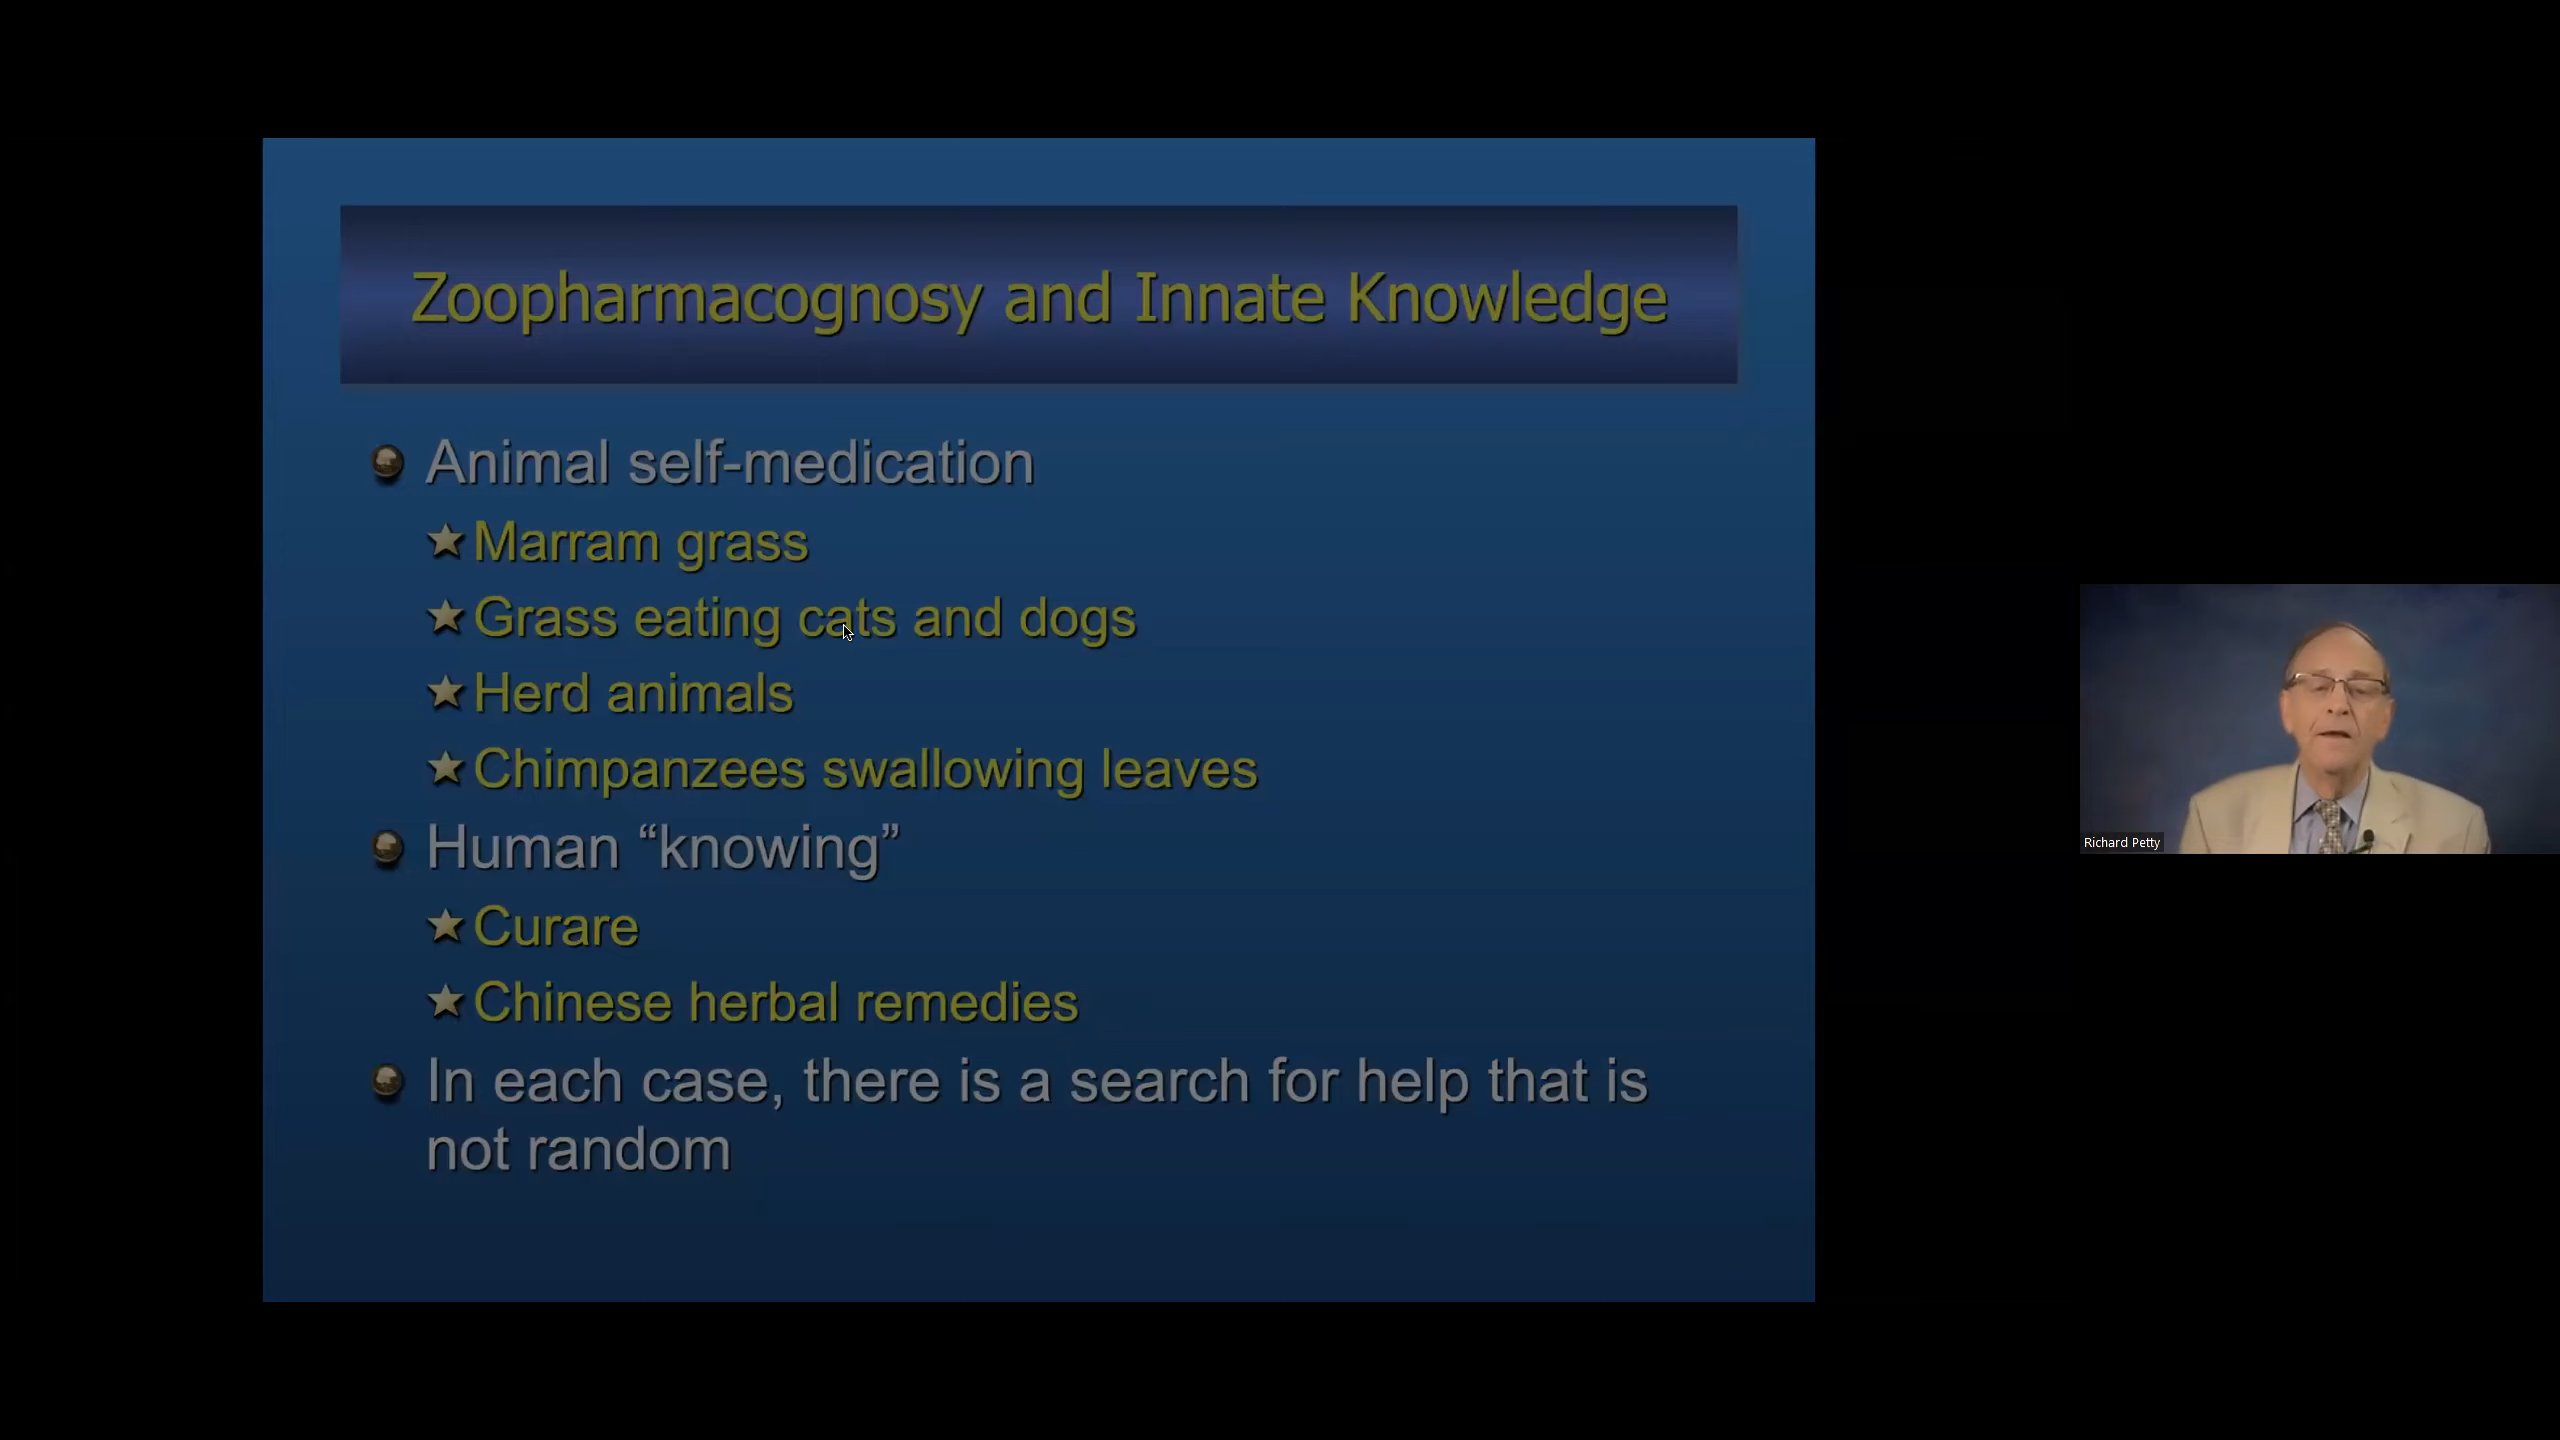 Zoopharmacognosy and Innate Knowledge
Animal self-medication
Marram grass
Grass eating cats and dogs
Herd animals
Chimpanzees swallowing leaves
Human “knowing”
Curare
Chinese herbal remedies
In each case, there is a search for help that is
not random
Richard Petty